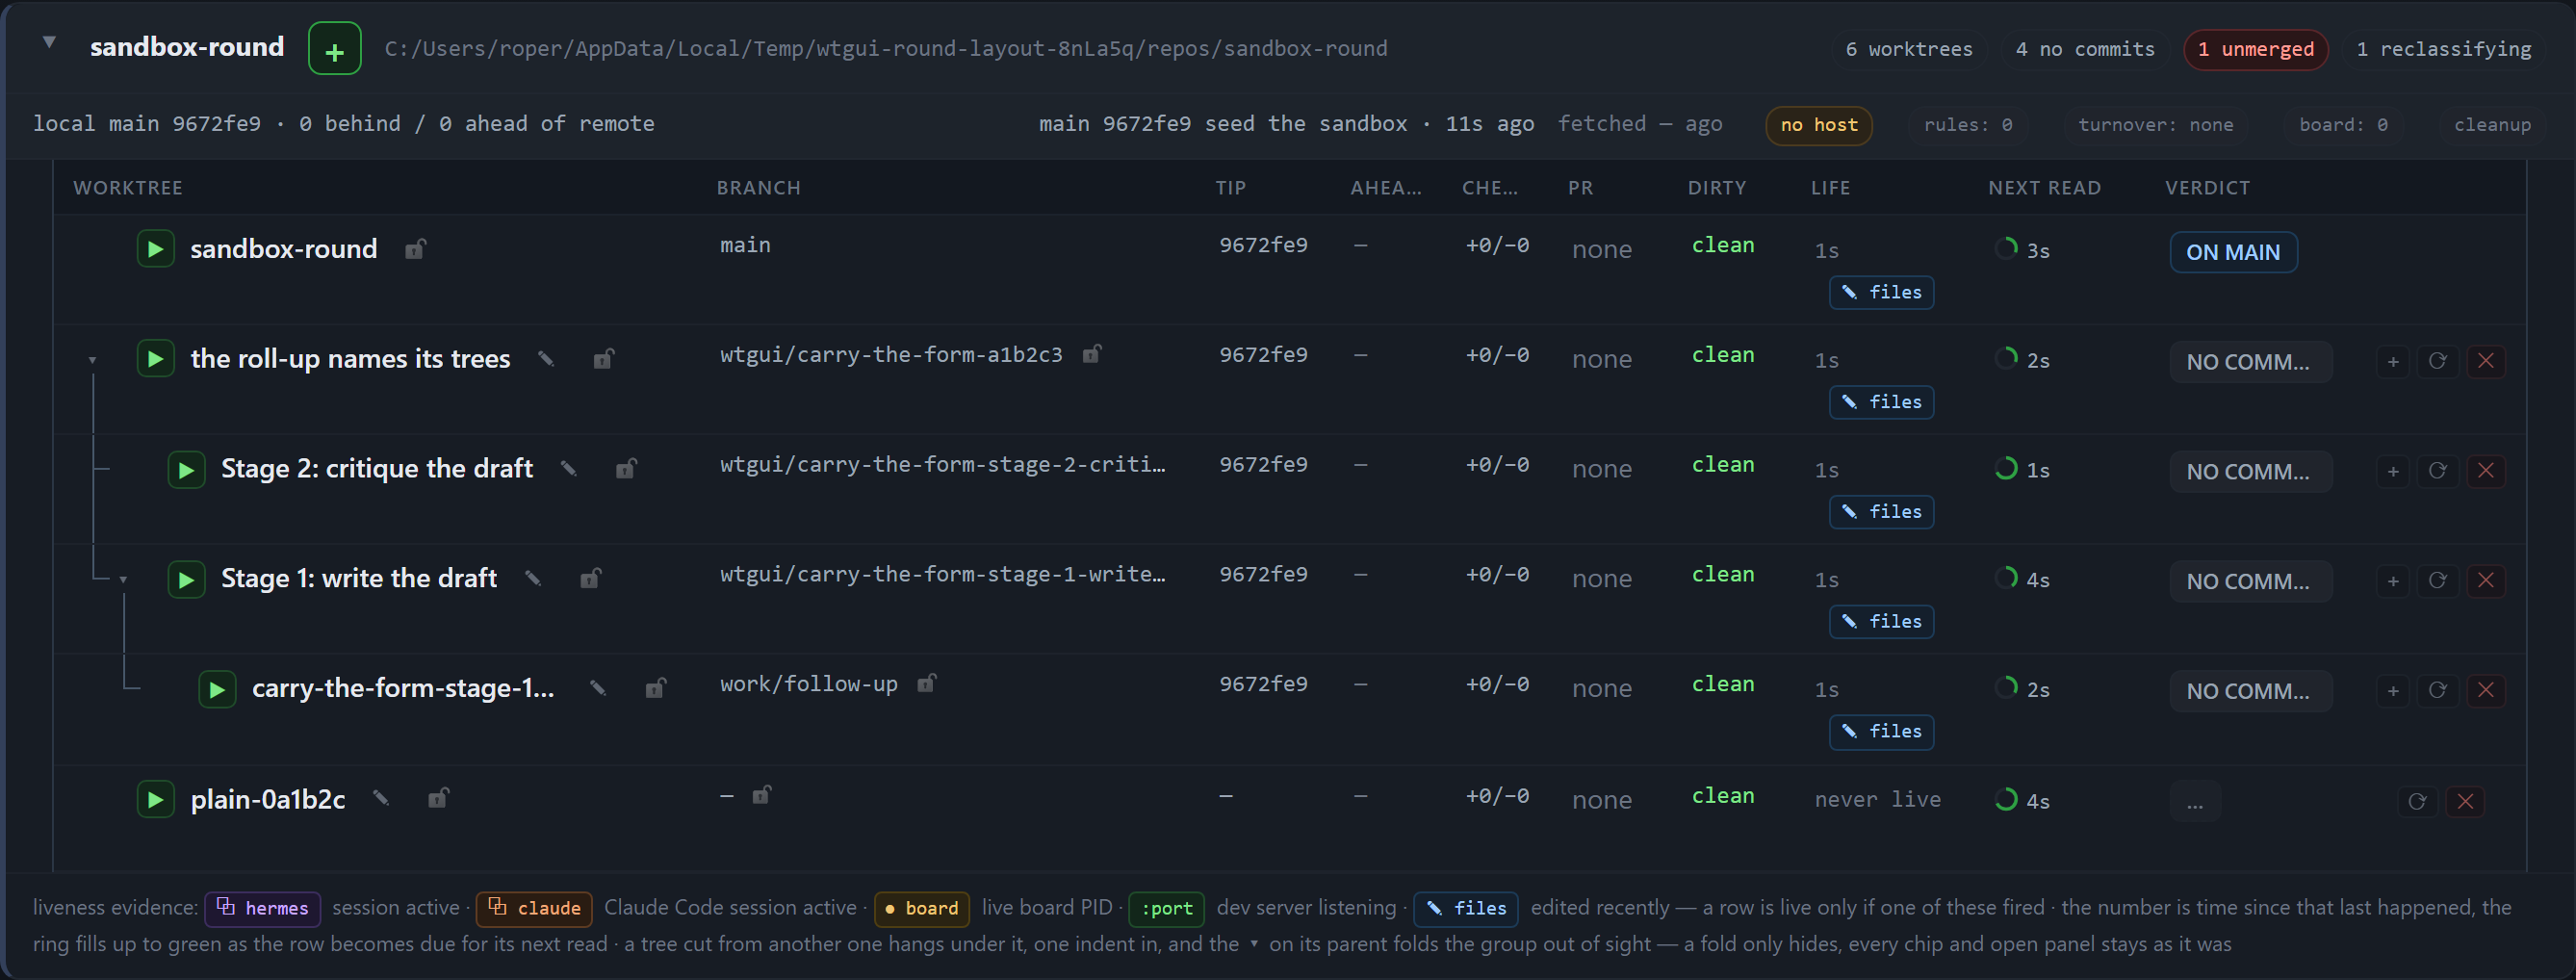 ▼ sandbox-round + C:/Users/roper/AppData/Local/Temp/wtgui-round-layout-8nLa5q/repos/sandbox-round 6 worktrees 4 no commits 1 unmerged 1 reclassifying
local main 9672fe9 · 0 behind / 0 ahead of remote main 9672fe9 seed the sandbox · 11s ago fetched — ago no host rules: 0 turnover: none board: 0 cleanup
WORKTREE BRANCH TIP AHEA… CHE… PR DIRTY LIFE NEXT READ VERDICT
sandbox-round main 9672fe9 — +0/−0 none clean 1s 3s ON MAIN
files
the roll-up names its trees wtgui/carry-the-form-a1b2c3 9672fe9 — +0/−0 none clean 1s 2s NO COMM… +
files
Stage 2: critique the draft wtgui/carry-the-form-stage-2-criti… 9672fe9 — +0/−0 none clean 1s 1s NO COMM… +
files
Stage 1: write the draft wtgui/carry-the-form-stage-1-write… 9672fe9 — +0/−0 none clean 1s 4s NO COMM… +
files
carry-the-form-stage-1… work/follow-up 9672fe9 — +0/−0 none clean 1s 2s NO COMM… +
files
plain-0a1b2c — — — +0/−0 none clean never live 4s …
liveness evidence: hermes session active · claude Claude Code session active · ● board live board PID · :port dev server listening · files edited recently — a row is live only if one of these fired · the number is time since that last happened, the
ring fills up to green as the row becomes due for its next read · a tree cut from another one hangs under it, one indent in, and the ▾ on its parent folds the group out of sight — a fold only hides, every chip and open panel stays as it was